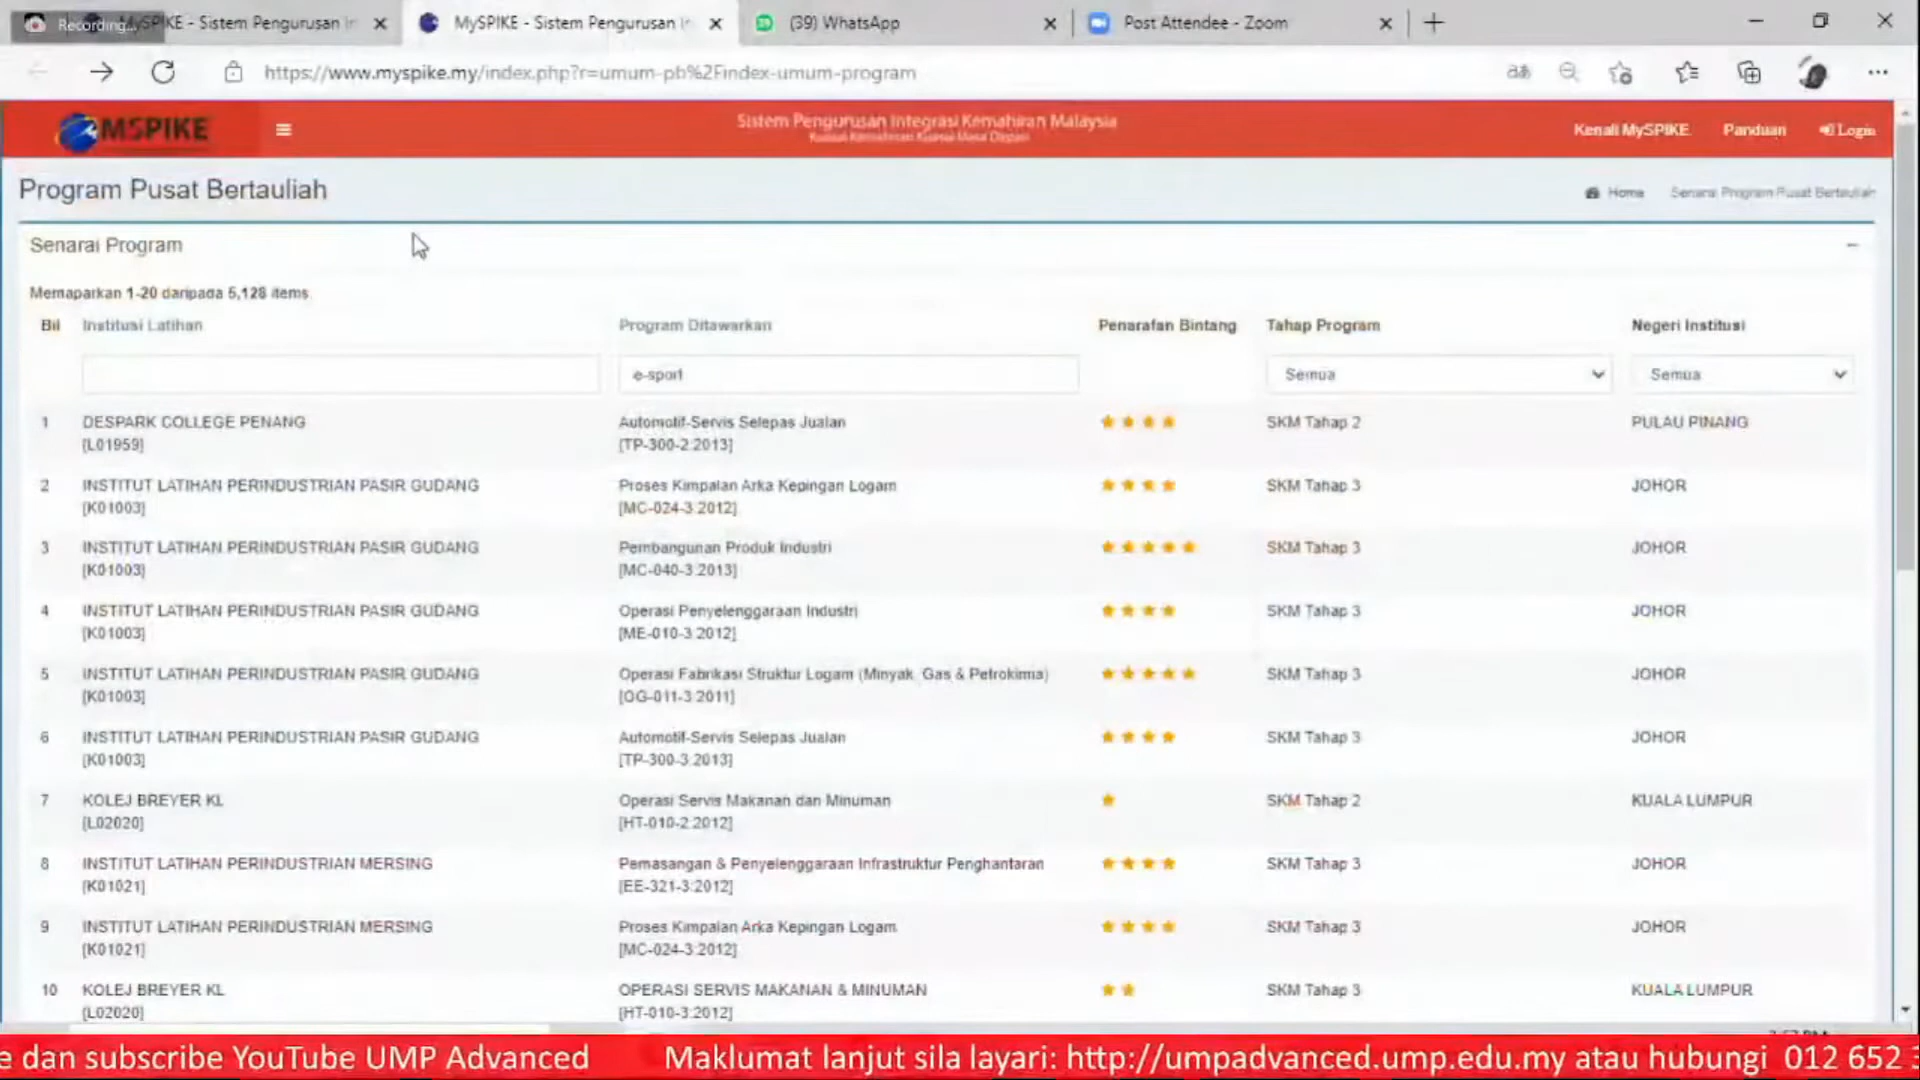 Recording...
SPIKE - Sistem Pengurusan In
MySPIKE - Sistem Pengurusan In
(39) WhatsApp
Post Attendee - Zoom
https://www.myspike.my/index.php?r=umum-pb%2Findex-umum-program
MSPIKE
Sistem Pengurusan Integrasi Kemahiran Malaysia
Kenali MySPIKE
Panduan
Login
Program Pusat Bertauliah
Home
Senarai Program Pusat Bertauliah
Senarai Program
Memaparkan 1-20 daripada 5,128 items.
Bil Institusi Latihan Program Ditawarkan Penarafan Bintang Tahap Program Negeri Institusi
e-sport Semua Semua
1 DESPARK COLLEGE PENANG Automotif-Servis Selepas Jualan SKM Tahap 2 PULAU PINANG
[L01959] [TP-300-2:2013]
2 INSTITUT LATIHAN PERINDUSTRIAN PASIR GUDANG Proses Kimpalan Arka Kepingan Logam SKM Tahap 3 JOHOR
[K01003] [MC-024-3:2012]
3 INSTITUT LATIHAN PERINDUSTRIAN PASIR GUDANG Pembangunan Produk Industri SKM Tahap 3 JOHOR
[K01003] [MC-040-3:2013]
4 INSTITUT LATIHAN PERINDUSTRIAN PASIR GUDANG Operasi Penyelenggaraan Industri SKM Tahap 3 JOHOR
[K01003] [ME-010-3:2012]
5 INSTITUT LATIHAN PERINDUSTRIAN PASIR GUDANG Operasi Fabrikasi Struktur Logam (Minyak, Gas & Petrokimia) SKM Tahap 3 JOHOR
[K01003] [OG-011-3:2011]
6 INSTITUT LATIHAN PERINDUSTRIAN PASIR GUDANG Automotif-Servis Selepas Jualan SKM Tahap 3 JOHOR
[K01003] [TP-300-3:2013]
7 KOLEJ BREYER KL Operasi Servis Makanan dan Minuman SKM Tahap 2 KUALA LUMPUR
[L02020] [HT-010-2:2012]
8 INSTITUT LATIHAN PERINDUSTRIAN MERSING Pemasangan & Penyelenggaraan Infrastruktur Penghantaran SKM Tahap 3 JOHOR
[K01021] [EE-321-3:2012]
9 INSTITUT LATIHAN PERINDUSTRIAN MERSING Proses Kimpalan Arka Kepingan Logam SKM Tahap 3 JOHOR
[K01021] [MC-024-3:2012]
10 KOLEJ BREYER KL OPERASI SERVIS MAKANAN & MINUMAN SKM Tahap 3 KUALA LUMPUR
[L02020] [HT-010-3:2012]
e dan subscribe YouTube UMP Advanced Maklumat lanjut sila layari: http://umpadvanced.ump.edu.my atau hubungi 012 652